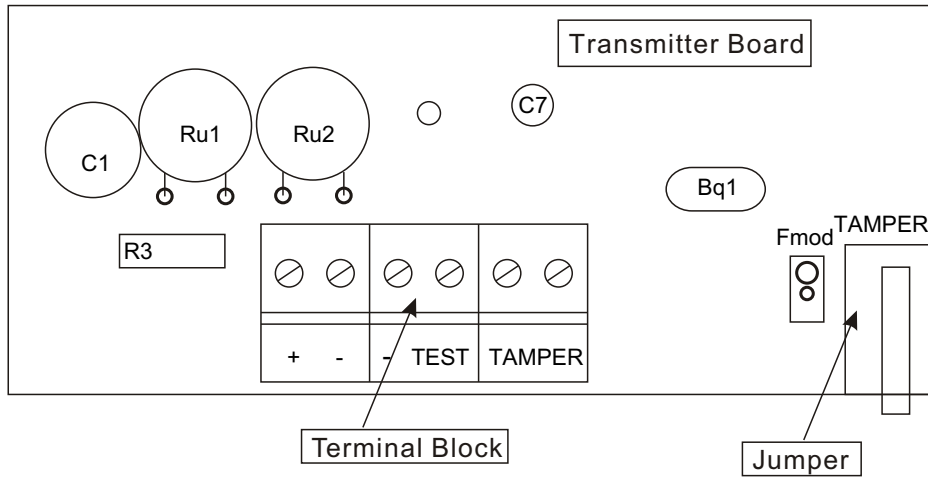 Transmitter Board
C7
Ru1
Ru2
C1
Bq1
TAMPER
Fmod
R3
+ - - TEST TAMPER
Terminal Block
Jumper